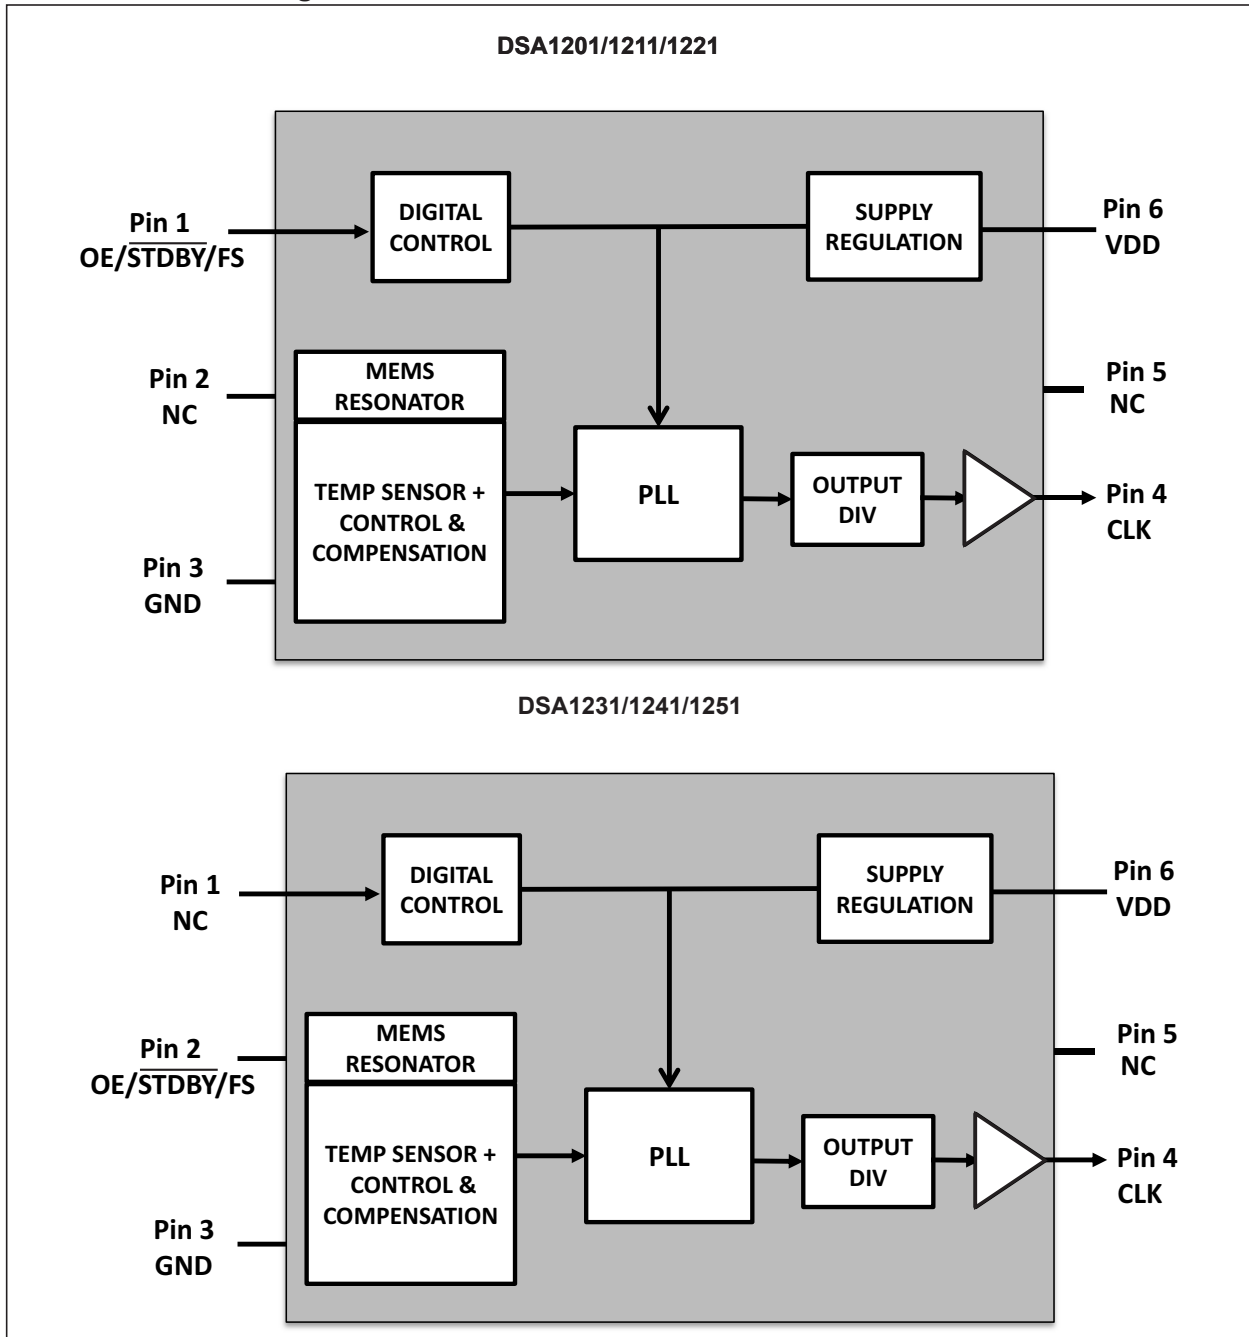 DSA1201/1211/1221
Pin 1
OE/STDBY/FS
DIGITAL
CONTROL
SUPPLY
REGULATION
Pin 6
VDD
Pin 2
NC
MEMS
RESONATOR
Pin 5
NC
TEMP SENSOR +
CONTROL &
COMPENSATION
PLL
OUTPUT
DIV
Pin 4
CLK
Pin 3
GND
DSA1231/1241/1251
Pin 1
NC
DIGITAL
CONTROL
SUPPLY
REGULATION
Pin 6
VDD
Pin 2
OE/STDBY/FS
MEMS
RESONATOR
Pin 5
NC
TEMP SENSOR +
CONTROL &
COMPENSATION
PLL
OUTPUT
DIV
Pin 4
CLK
Pin 3
GND